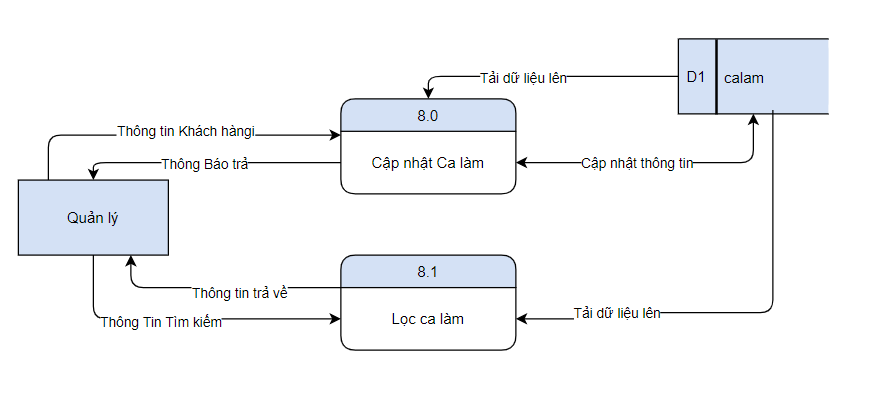 Tải dữ liệu lên
D1
calam
8.0
Thông tin Khách hàngi
Thông Báo trả
Cập nhật Ca làm
Cập nhật thông tin
Quản lý
8.1
Thông tin trả về
Thông Tin Tìm kiếm
Lọc ca làm
Tải dữ liệu lên